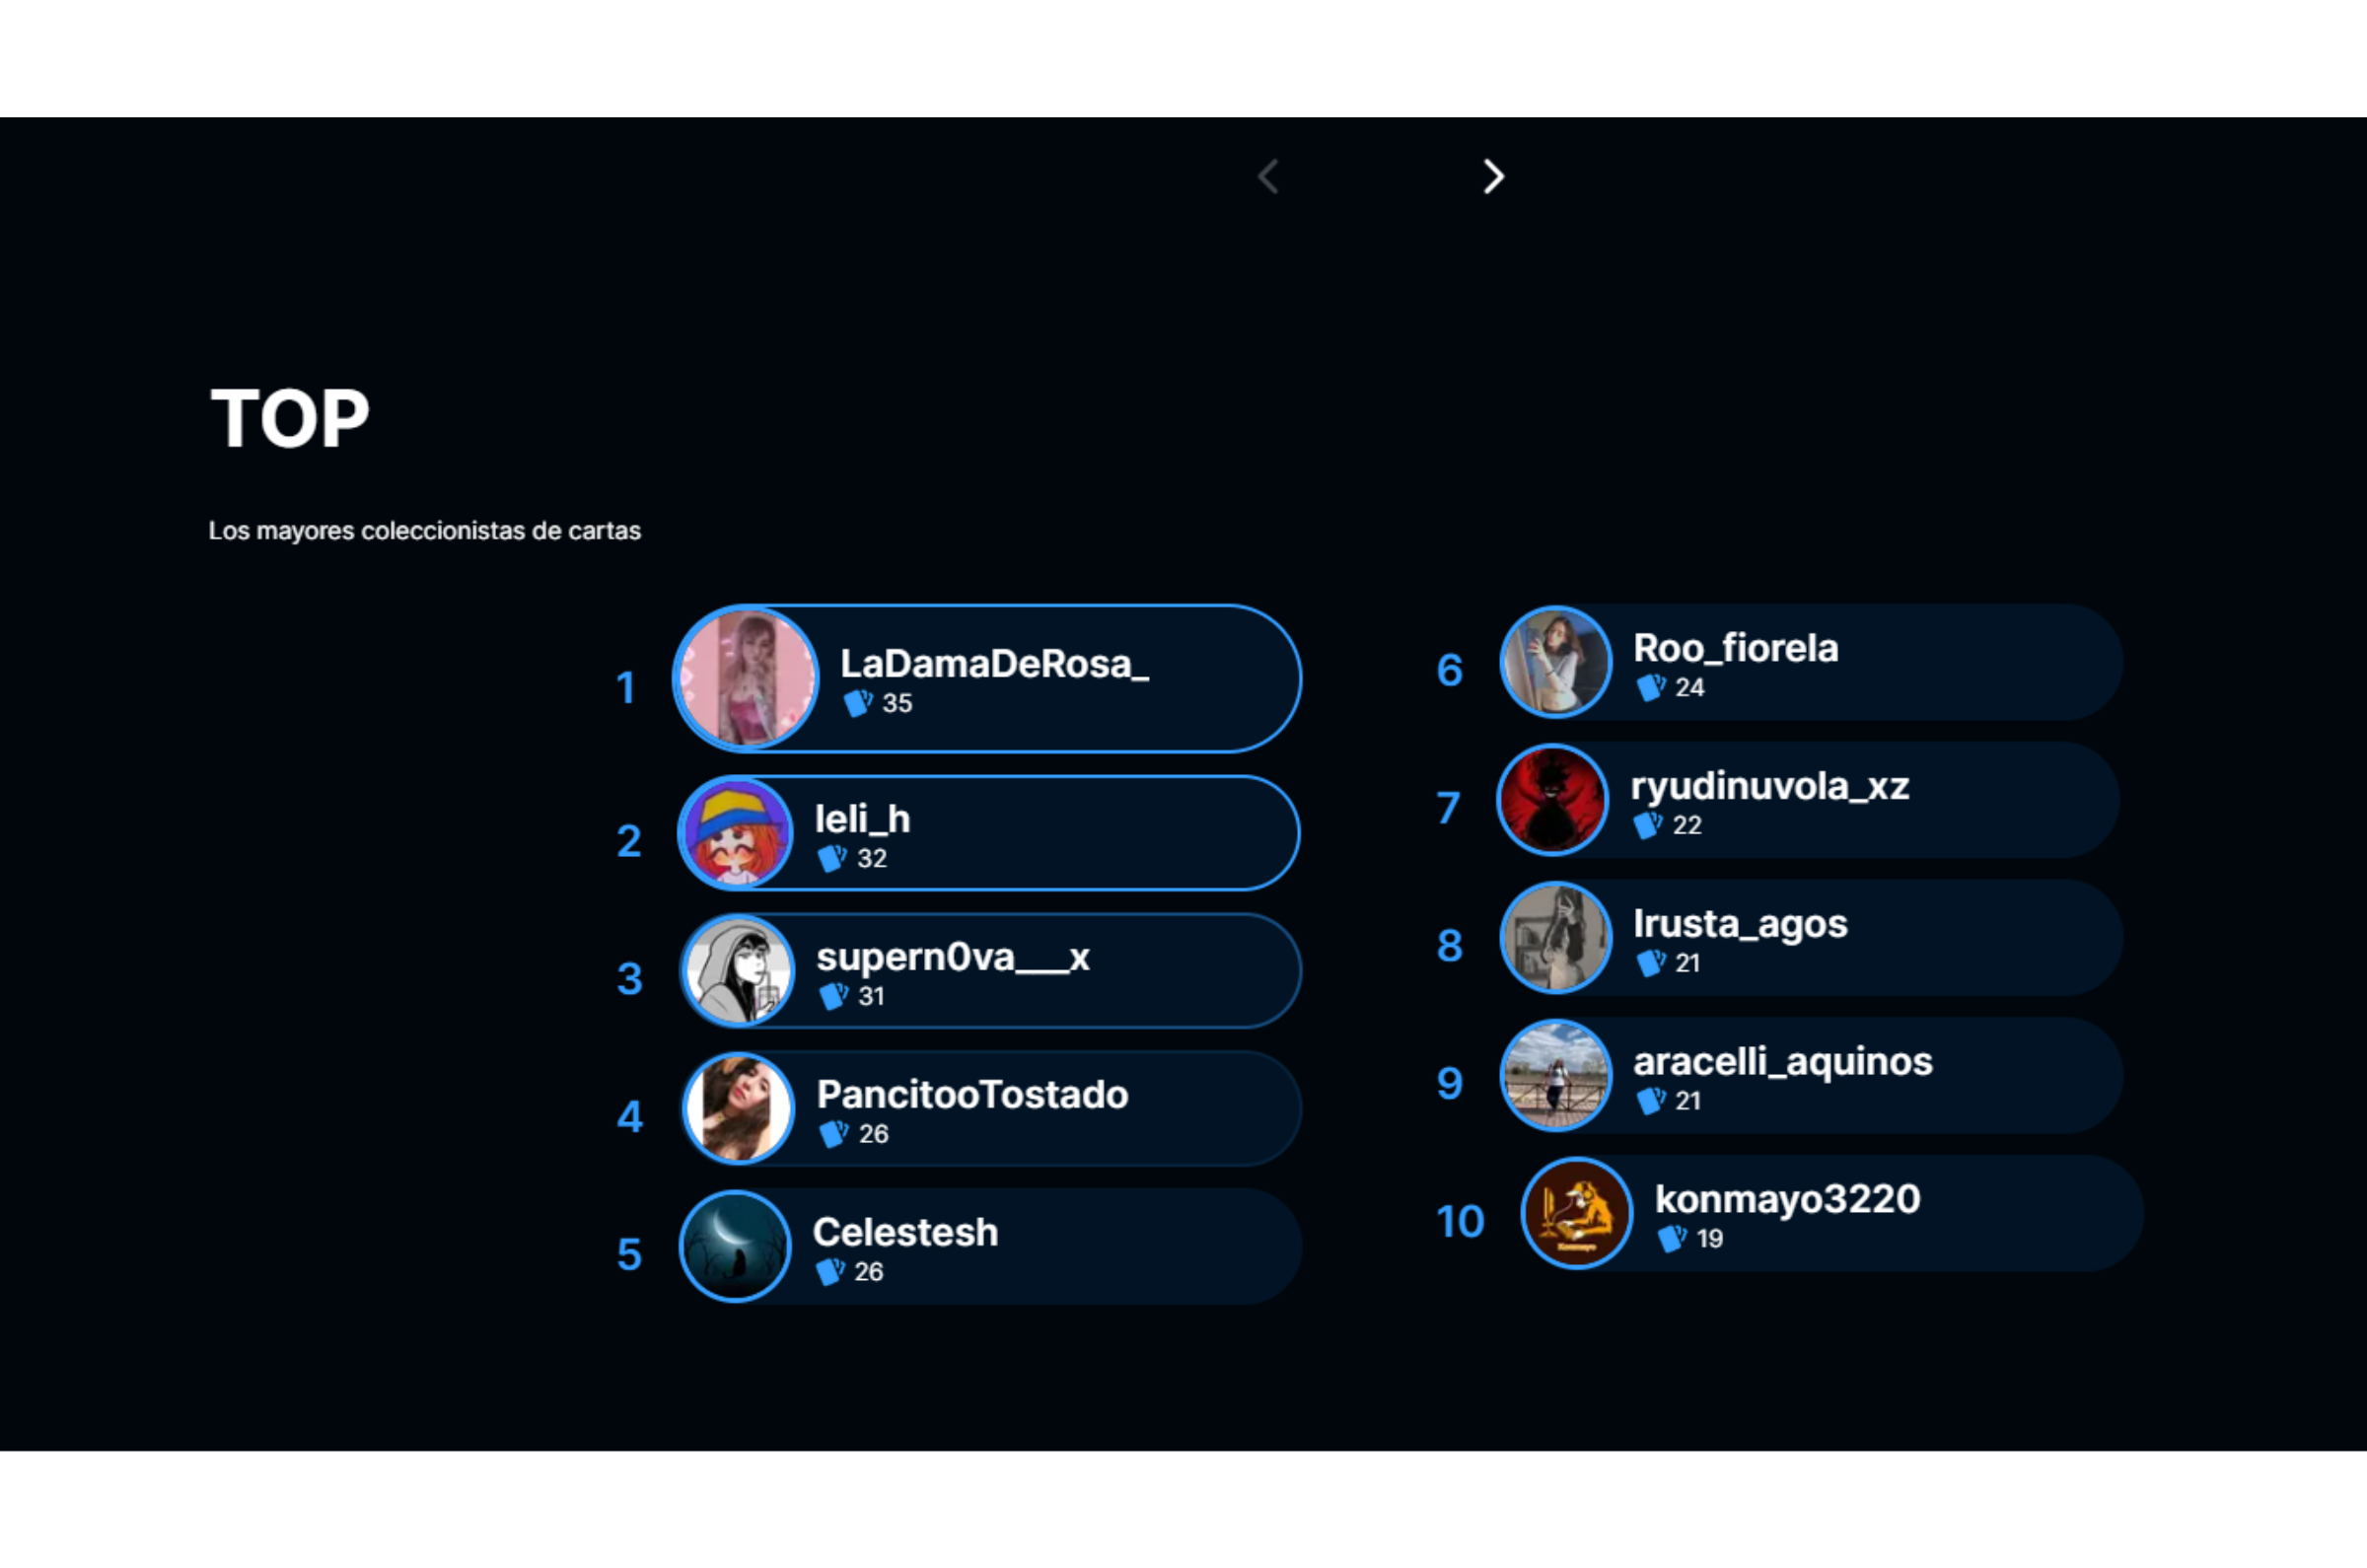 TOP
Los mayores coleccionistas de cartas
1
LaDamaDeRosa_
35
2
leli_h
32
3
supern0va___x
31
4
PancitooTostado
26
5
Celestesh
26
6
Roo_fiorela
24
7
ryudinuvola_xz
22
8
Irusta_agos
21
9
aracelli_aquinos
21
10
konmayo3220
19